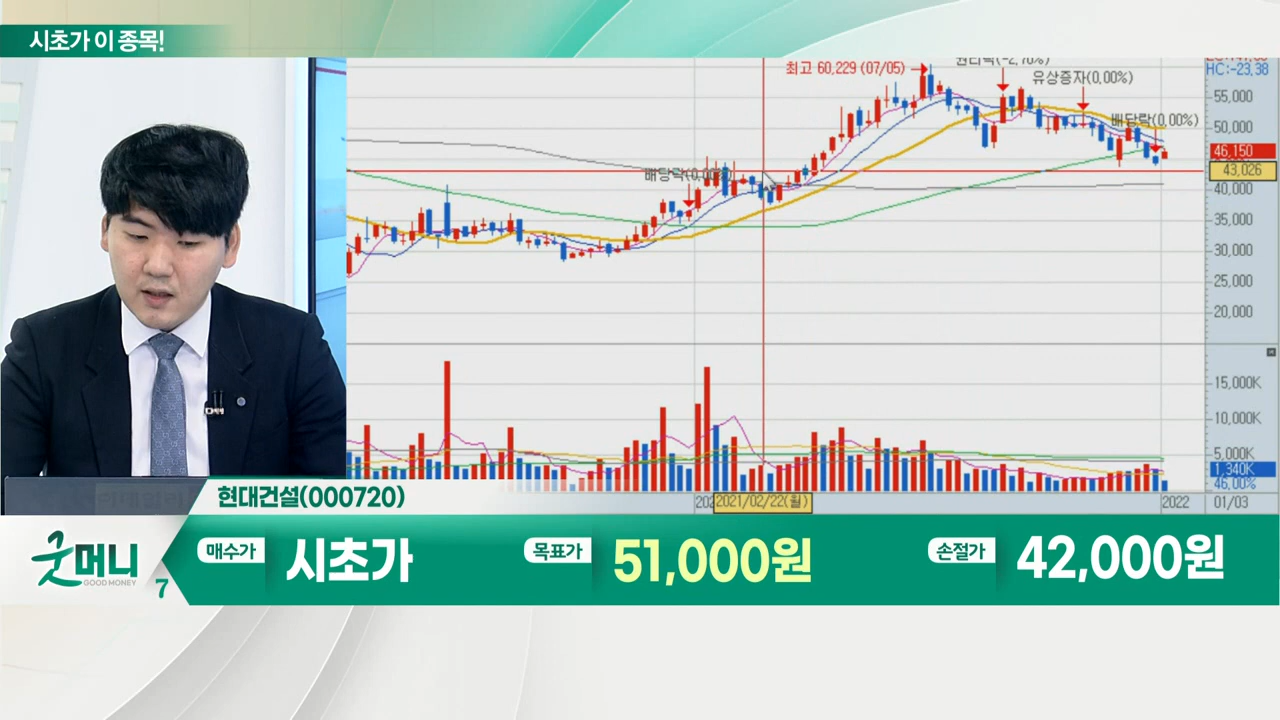 시초가 이 종목!
최고 60,229 (07/05)
유상증자(0,00%)
배당락(0,00%)
배당락(0,00%)
HC:-23,38
55,000
50,000
46,150
43,026
40,000
35,000
30,000
25,000
20,000
15,000K
10,000K
5,000K
1,340K
46,00%
2021/02/22(월)
2022
01/03
현대건설(000720)
굿머니
GOOD MONEY
7
매수가
시초가
목표가
51,000원
손절가
42,000원